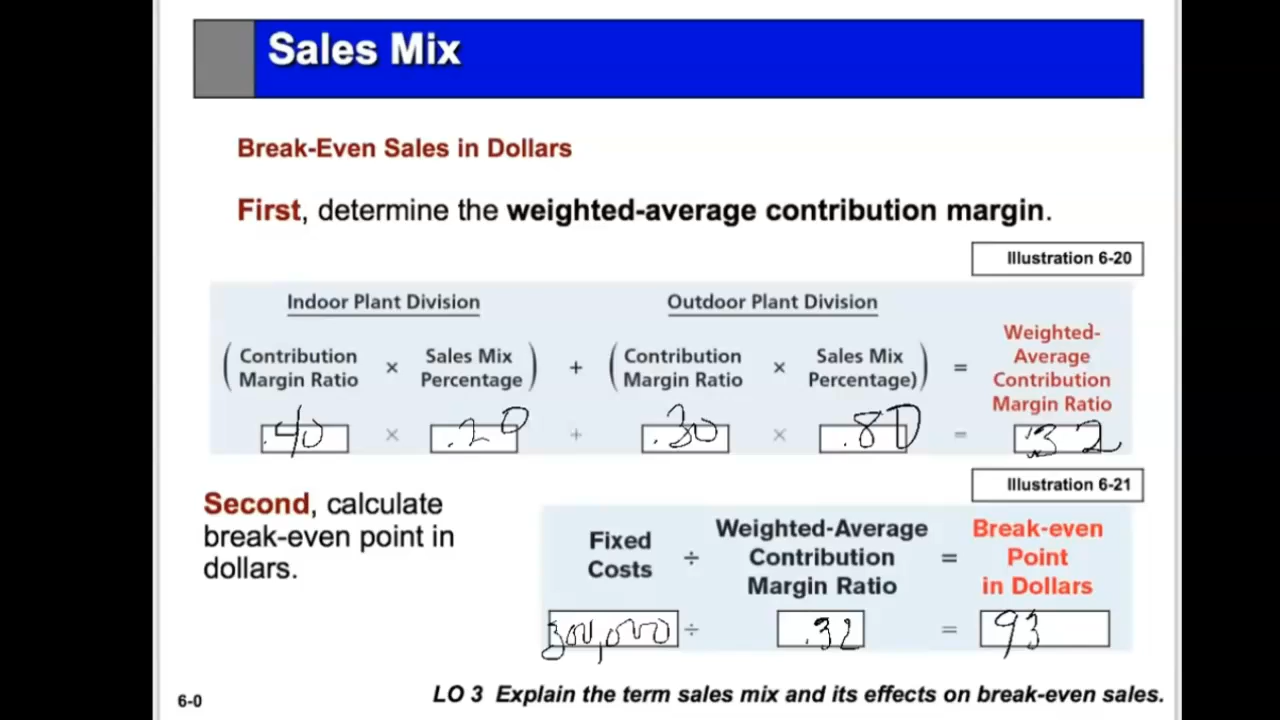 Sales Mix
Break-Even Sales in Dollars
First, determine the weighted-average contribution margin.
Illustration 6-20
Indoor Plant Division Outdoor Plant Division
( Contribution Margin Ratio × Sales Mix Percentage ) + ( Contribution Margin Ratio × Sales Mix Percentage) ) = Weighted-Average Contribution Margin Ratio
.40 × .20 + .30 × .80 = .32
Illustration 6-21
Second, calculate
break-even point in
dollars.
Fixed Costs ÷ Weighted-Average Contribution Margin Ratio = Break-even Point in Dollars
300,000 ÷ .32 = 93
6-0
LO 3 Explain the term sales mix and its effects on break-even sales.